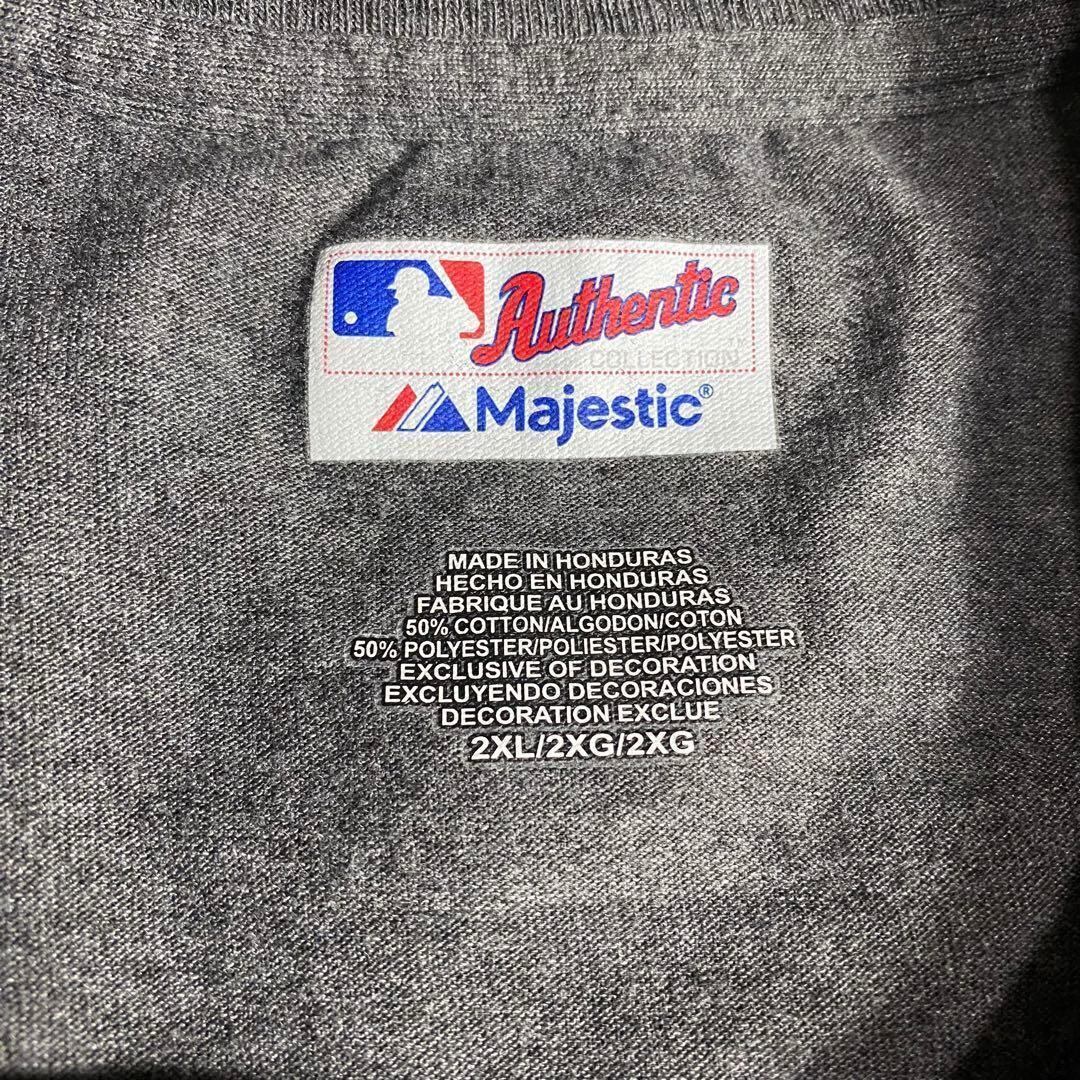 Authentic
COLLECTION
Majestic®
MADE IN HONDURAS
HECHO EN HONDURAS
FABRIQUE AU HONDURAS
50% COTTON/ALGODON/COTON
50% POLYESTER/POLIESTER/POLYESTER
EXCLUSIVE OF DECORATION
EXCLUYENDO DECORACIONES
DECORATION EXCLUE
2XL/2XG/2XG